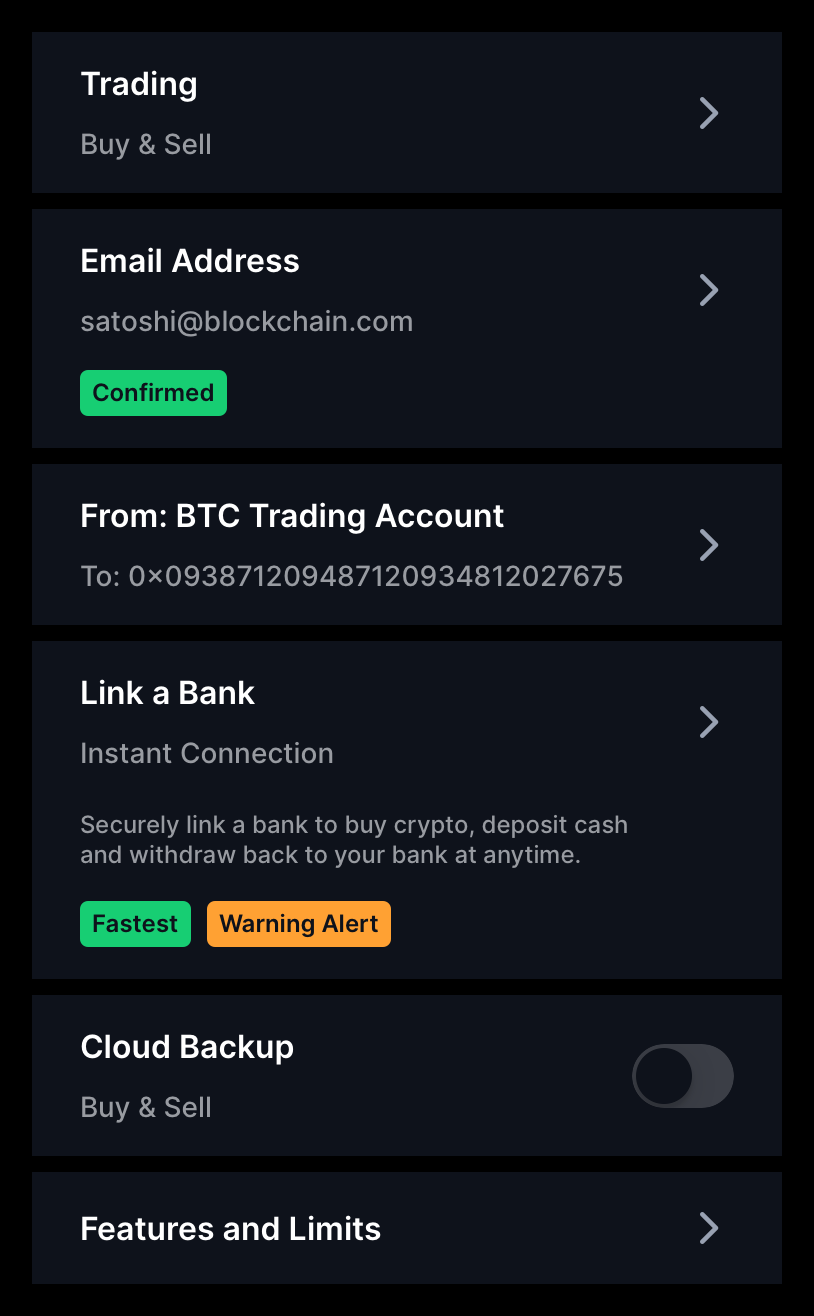 Trading
Buy & Sell
Email Address
satoshi@blockchain.com
Confirmed
From: BTC Trading Account
To: 0×093871209487120934812027675
Link a Bank
Instant Connection
Securely link a bank to buy crypto, deposit cash
and withdraw back to your bank at anytime.
Fastest
Warning Alert
Cloud Backup
Buy & Sell
Features and Limits